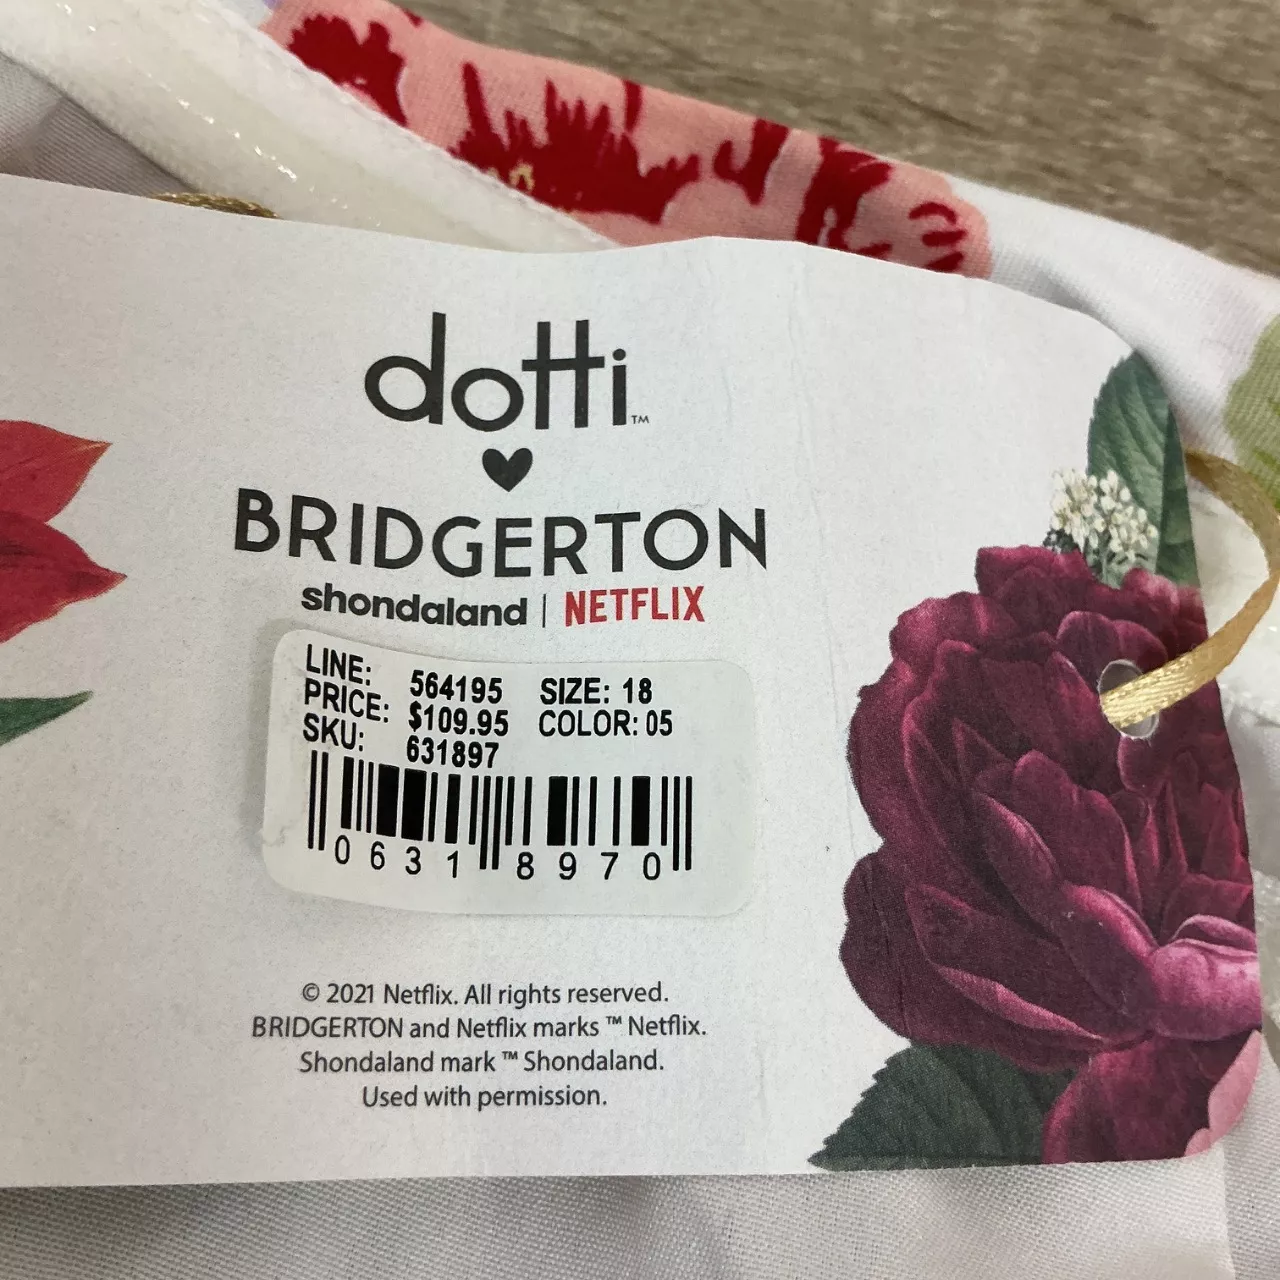 dotti™
♥
BRIDGERTON
shondaland | NETFLIX
LINE: 564195 SIZE: 18
PRICE: $109.95 COLOR: 05
SKU: 631897
0631 8970
© 2021 Netflix. All rights reserved.
BRIDGERTON and Netflix marks ™ Netflix.
Shondaland mark ™ Shondaland.
Used with permission.